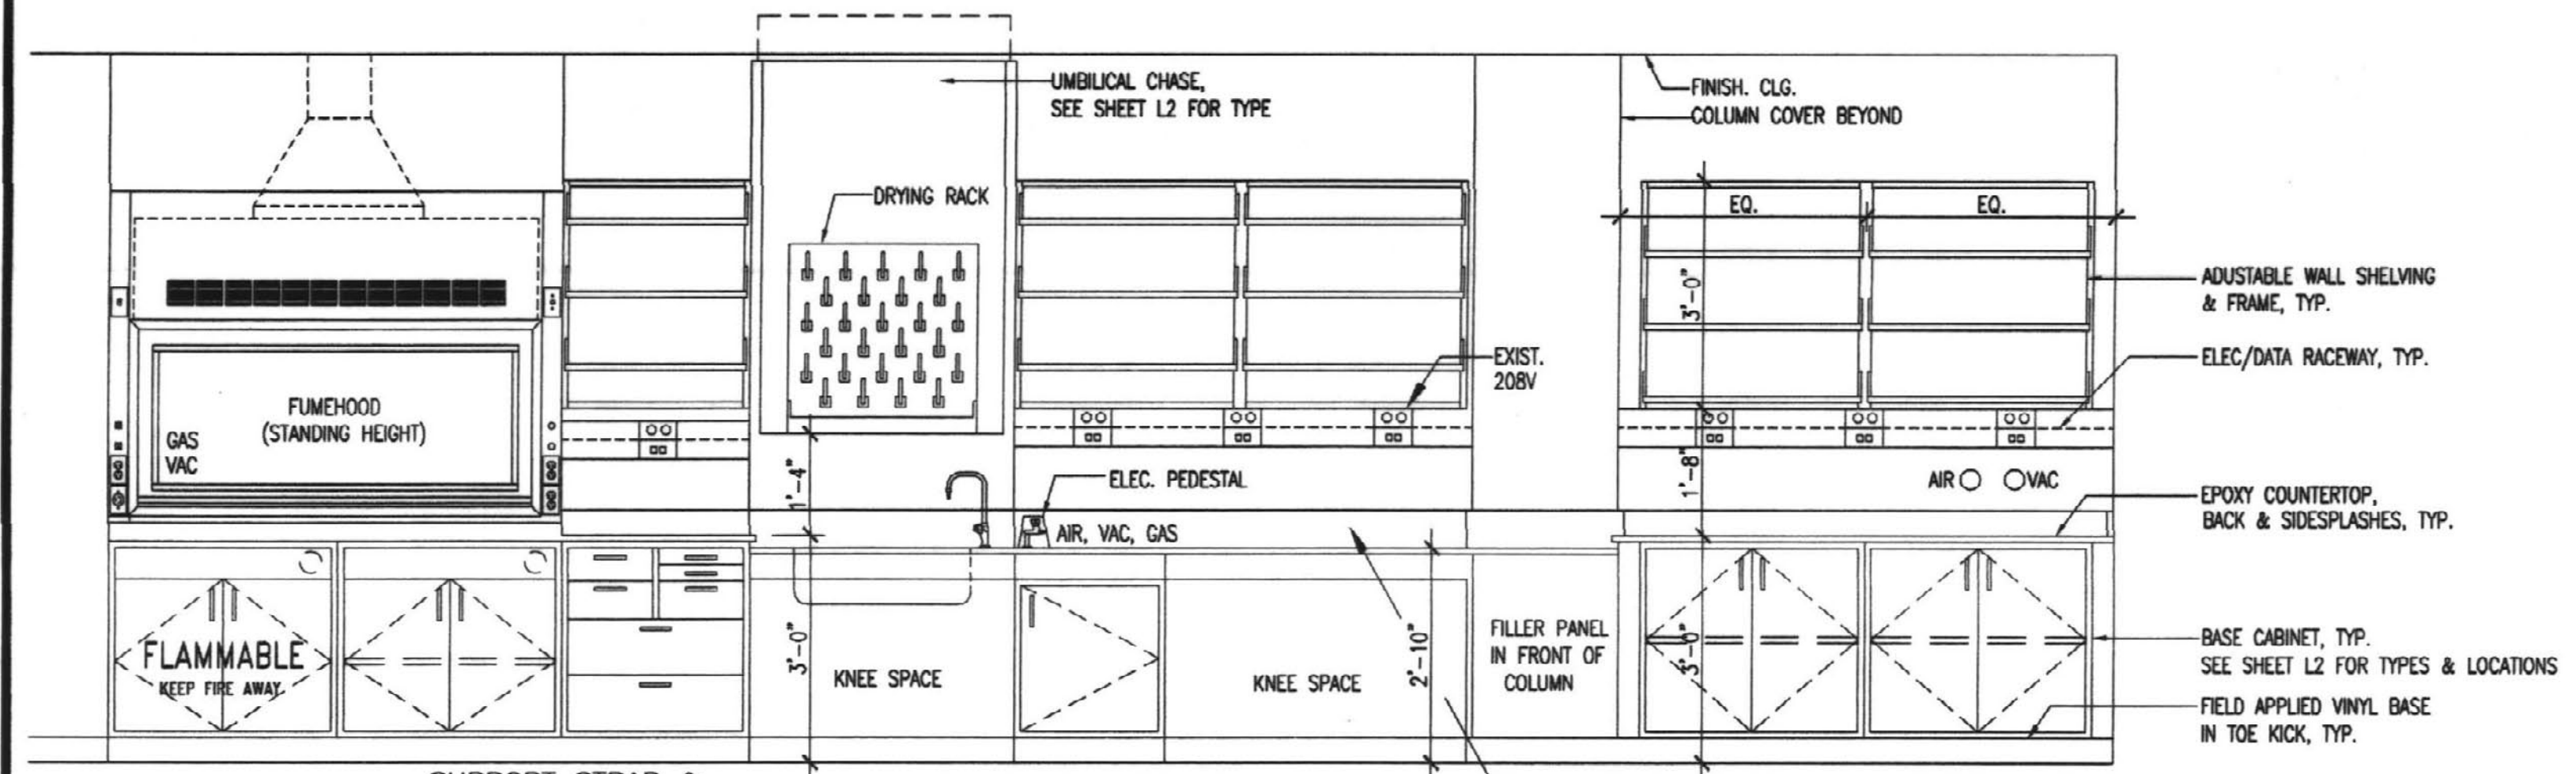 UMBILICAL CHASE,
SEE SHEET L2 FOR TYPE
FINISH. CLG.
COLUMN COVER BEYOND
DRYING RACK
EQ.
EQ.
3'-0"
ADUSTABLE WALL SHELVING
& FRAME, TYP.
EXIST.
208V
ELEC/DATA RACEWAY, TYP.
FUMEHOOD
(STANDING HEIGHT)
GAS
VAC
1'-4"
ELEC. PEDESTAL
1'-8"
AIR
VAC
EPOXY COUNTERTOP,
BACK & SIDESPLASHES, TYP.
AIR, VAC, GAS
FLAMMABLE
KEEP FIRE AWAY
3'-0"
KNEE SPACE
KNEE SPACE
2'-10"
FILLER PANEL
IN FRONT OF
COLUMN
3'-0"
BASE CABINET, TYP.
SEE SHEET L2 FOR TYPES & LOCATIONS
FIELD APPLIED VINYL BASE
IN TOE KICK, TYP.